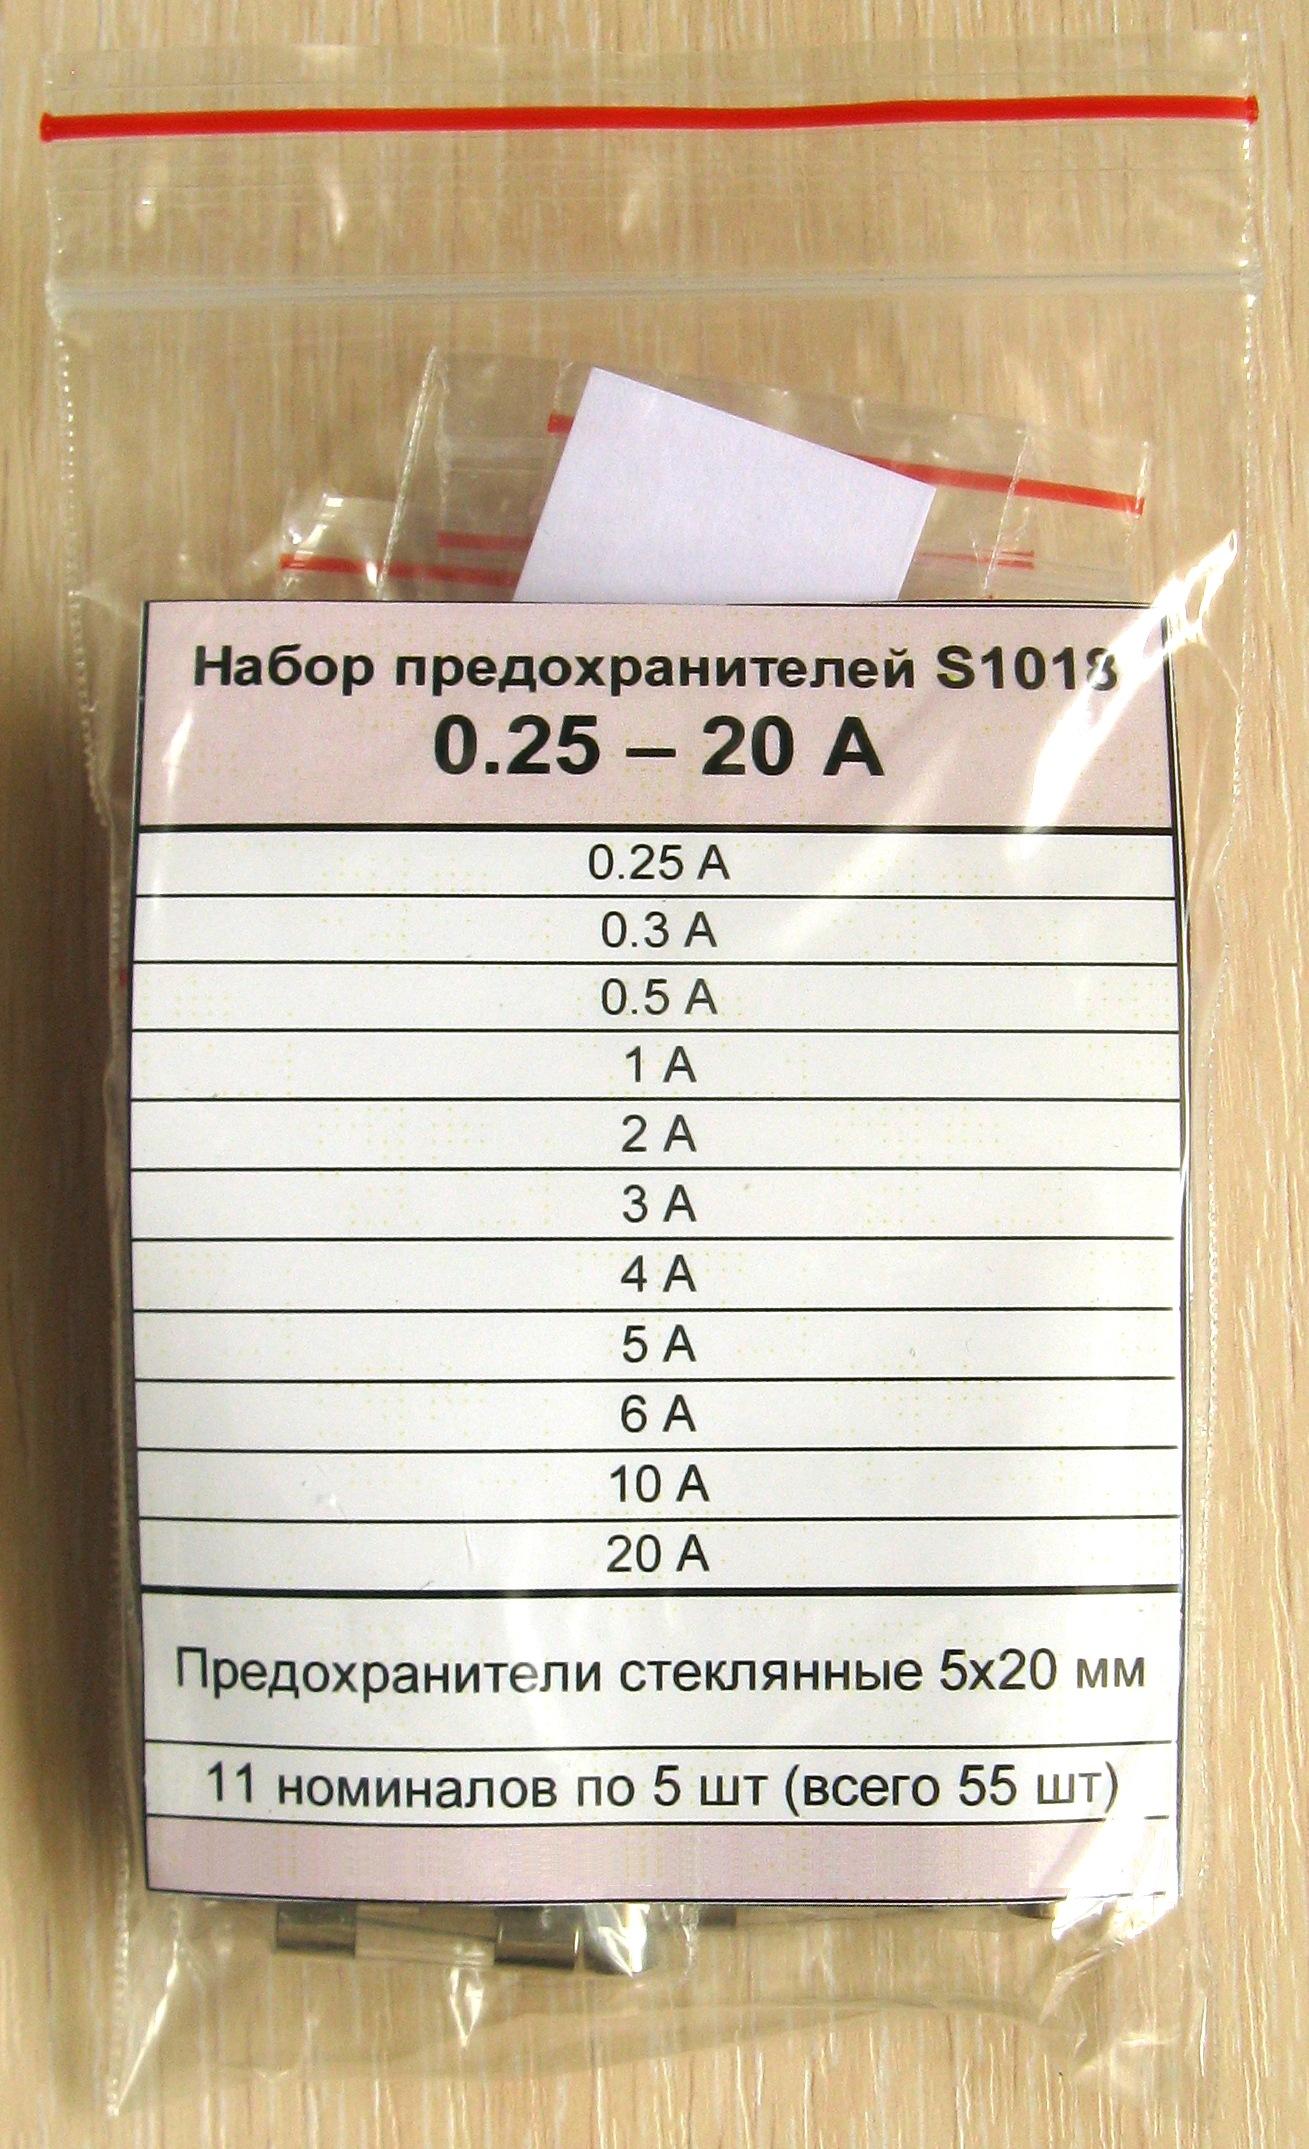 Набор предохранителей S1018
0.25 – 20 А
0.25 А
0.3 А
0.5 А
1 А
2 А
3 А
4 А
5 А
6 А
10 А
20 А
Предохранители стеклянные 5х20 мм
11 номиналов по 5 шт (всего 55 шт)